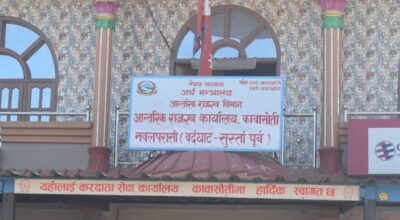 नेपाल सरकार
अर्थ मन्त्रालय
आन्तरिक राजस्व विभाग
आन्तरिक राजस्व कार्यालय, कावासोती
नवलपरासी (बर्दघाट - सुस्ता पूर्व)
यहाँलाई करदाता सेवा कार्यालय, कावासोतीमा हार्दिक स्वागत छ